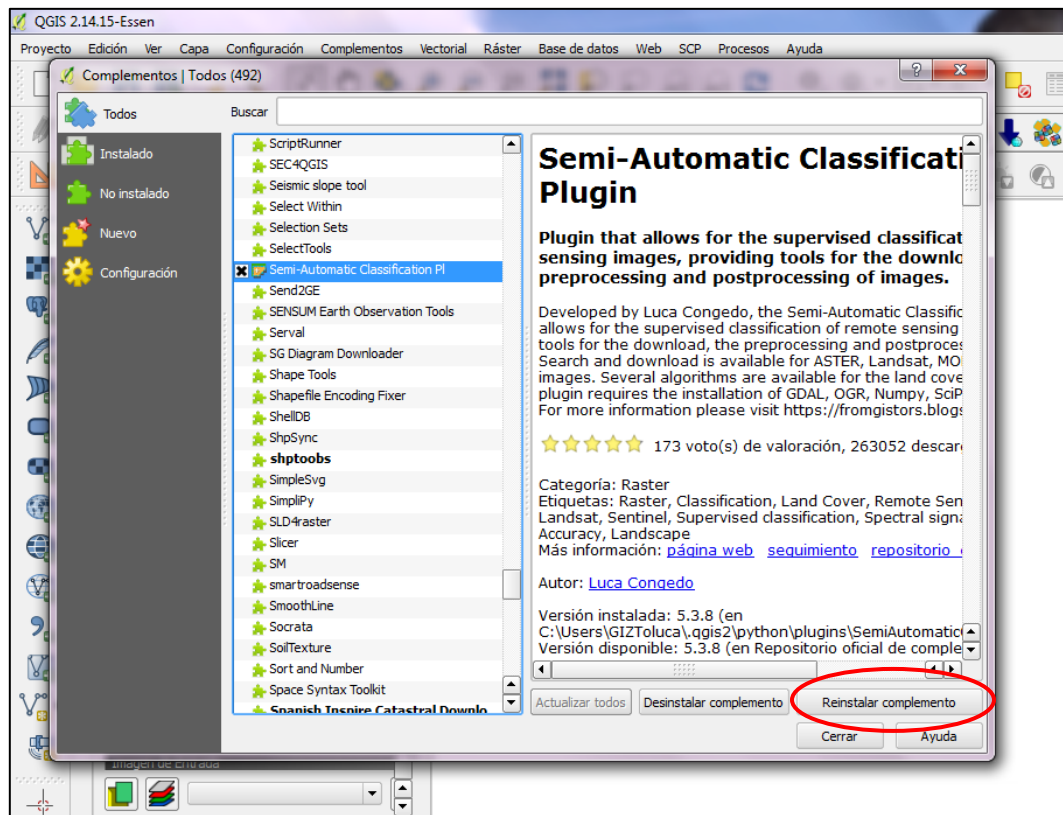 QGIS 2.14.15-Essen
Proyecto Edición Ver Capa Configuración Complementos Vectorial Ráster Base de datos Web SCP Procesos Ayuda
Complementos | Todos (492)
Todos
Instalado
No instalado
Nuevo
Configuración
Buscar
ScriptRunner
SEC4QGIS
Seismic slope tool
Select Within
Selection Sets
SelectTools
Semi-Automatic Classification Pl
Send2GE
SENSUM Earth Observation Tools
Serval
SG Diagram Downloader
Shape Tools
Shapefile Encoding Fixer
ShellDB
ShpSync
shptoobs
SimpleSvg
SimpliPy
SLD4raster
Slicer
SM
smartroadsense
SmoothLine
Socrata
SoilTexture
Sort and Number
Space Syntax Toolkit
Spanish Inspire Catastral Downlo
Semi-Automatic Classificati
Plugin
Plugin that allows for the supervised classificat
sensing images, providing tools for the downlo
preprocessing and postprocessing of images.
Developed by Luca Congedo, the Semi-Automatic Classific
allows for the supervised classification of remote sensing
tools for the download, the preprocessing and postproces
Search and download is available for ASTER, Landsat, MO
images. Several algorithms are available for the land cove
plugin requires the installation of GDAL, OGR, Numpy, SciP
For more information please visit https://fromgistors.blogs
173 voto(s) de valoración, 263052 descar
Categoría: Raster
Etiquetas: Raster, Classification, Land Cover, Remote Sen
Landsat, Sentinel, Supervised classification, Spectral signa
Accuracy, Landscape
Más información: página web seguimiento repositorio
Autor: Luca Congedo
Versión instalada: 5.3.8 (en
C:\Users\GIZToluca\.qgis2\python\plugins\SemiAutomatic
Versión disponible: 5.3.8 (en Repositorio oficial de comple
Actualizar todos Desinstalar complemento Reinstalar complemento
Cerrar Ayuda
Imagen de Entrada